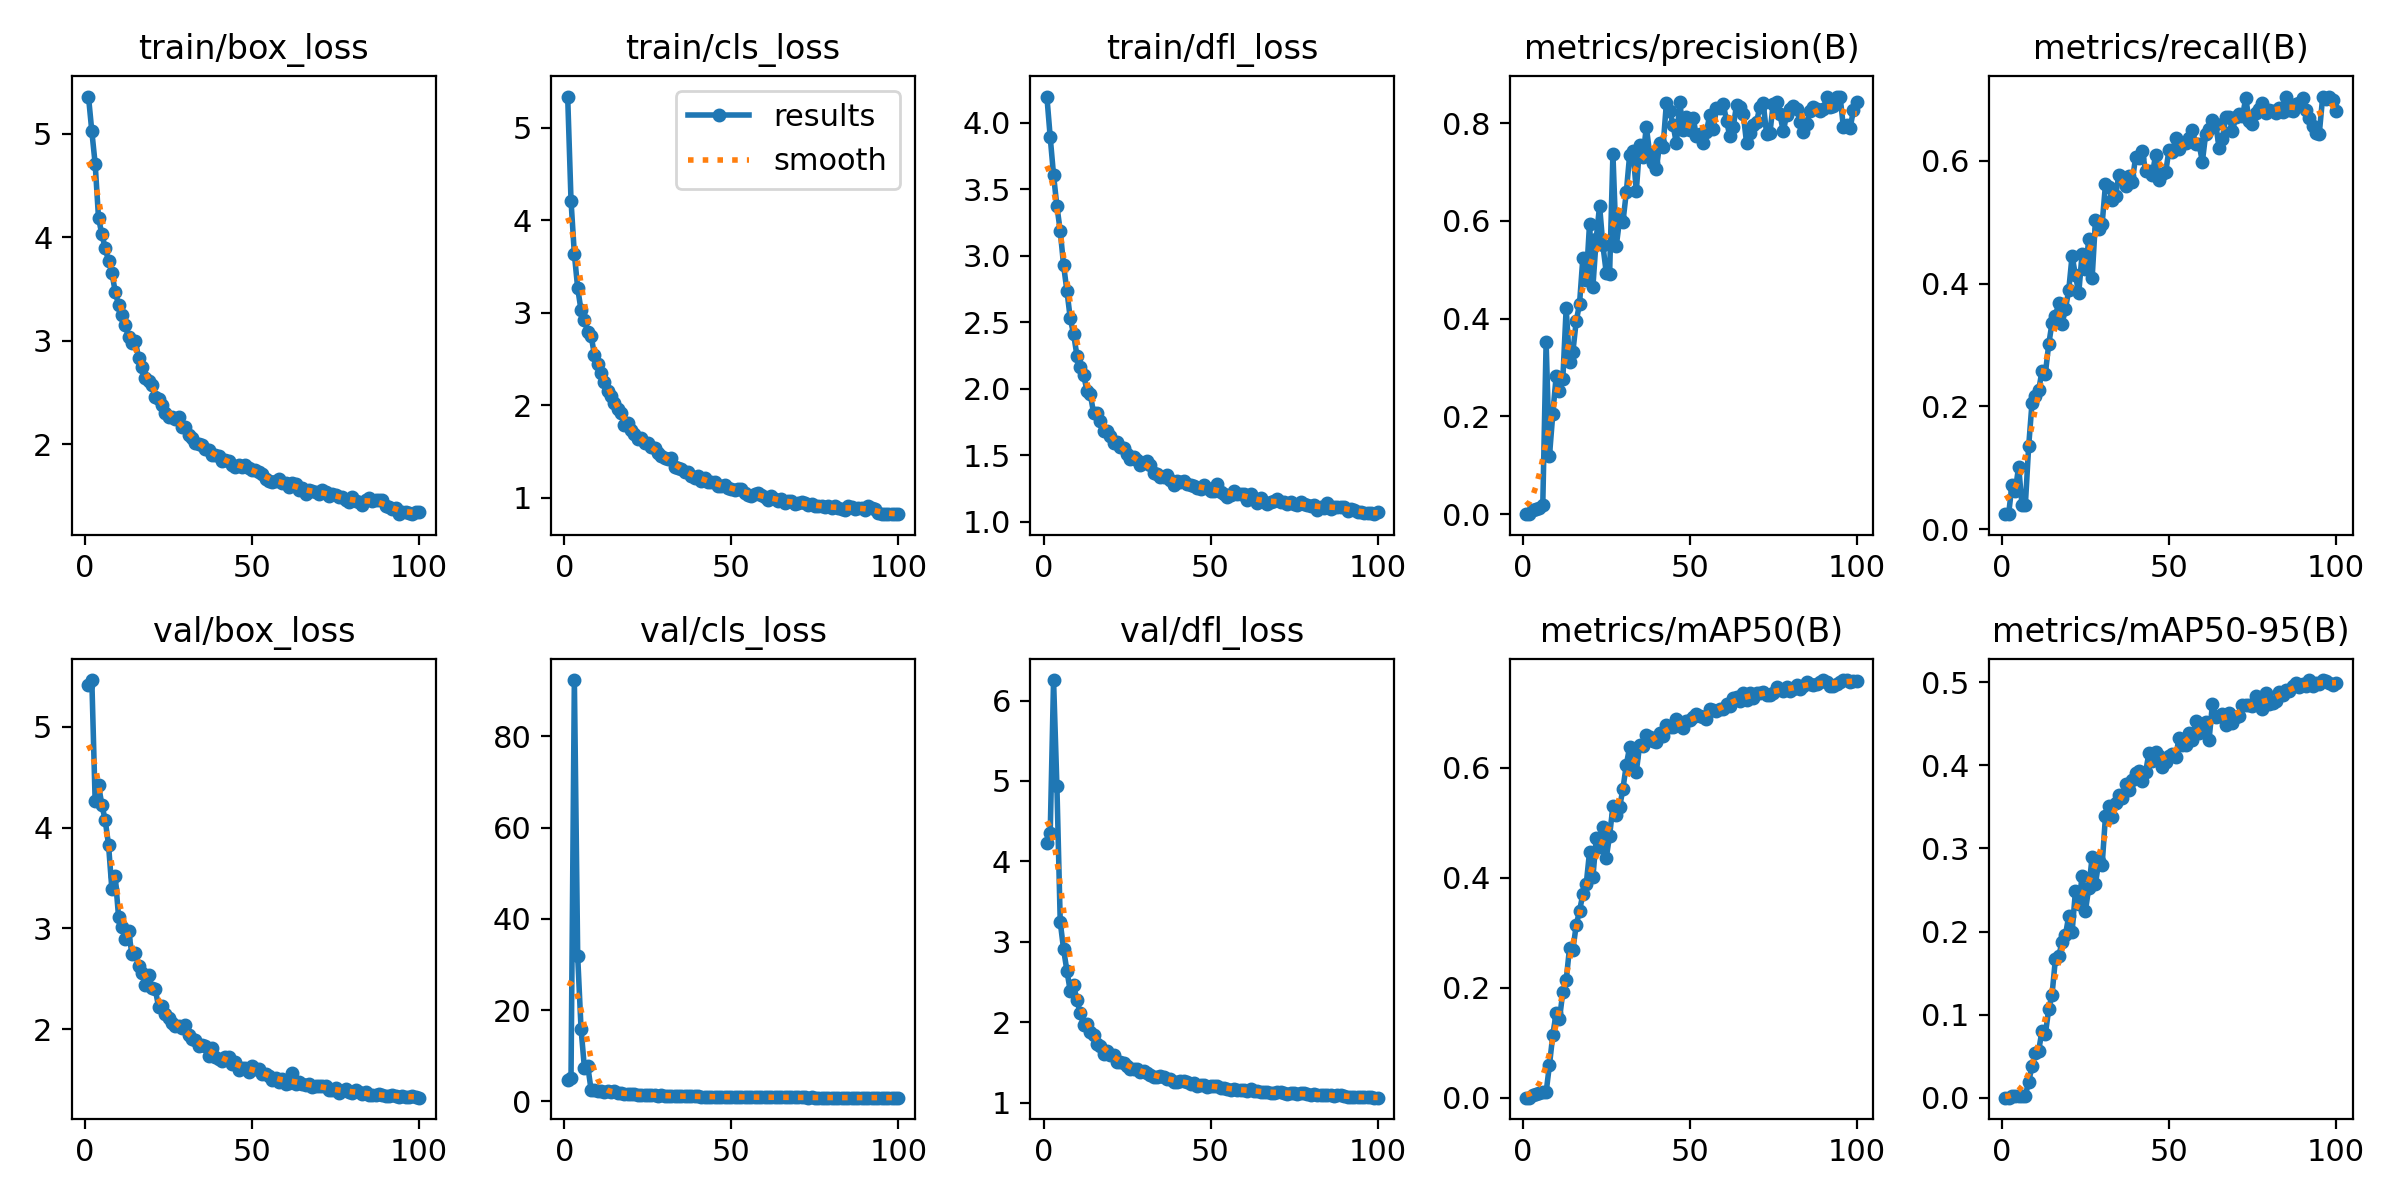 train/box_loss
train/cls_loss
train/dfl_loss
metrics/precision(B)
metrics/recall(B)
results
smooth
5
4
3
2
0 50 100
5
4
3
2
1
0 50 100
4.0
3.5
3.0
2.5
2.0
1.5
1.0
0 50 100
0.8
0.6
0.4
0.2
0.0
0 50 100
0.6
0.4
0.2
0.0
0 50 100
val/box_loss
val/cls_loss
val/dfl_loss
metrics/mAP50(B)
metrics/mAP50-95(B)
5
4
3
2
0 50 100
80
60
40
20
0
0 50 100
6
5
4
3
2
1
0 50 100
0.6
0.4
0.2
0.0
0 50 100
0.5
0.4
0.3
0.2
0.1
0.0
0 50 100